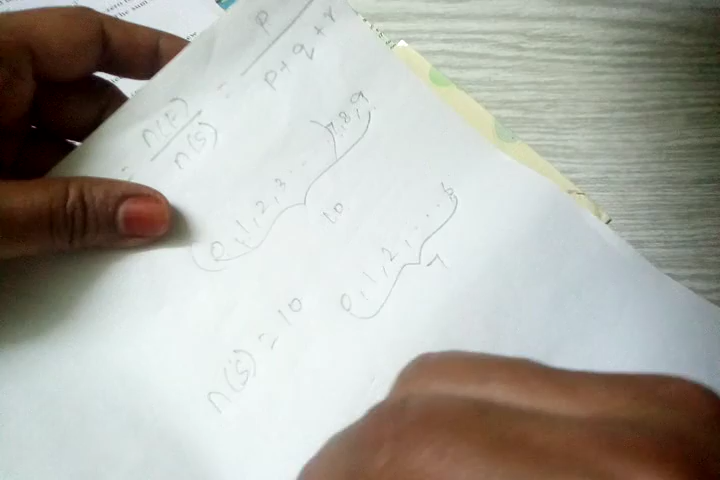 = n(F) / n(S) = p / p+q+r
0, 1, 2, 3 ... 7, 8, 9
10
0, 1, 2, ... 6
7
n(S) = 10